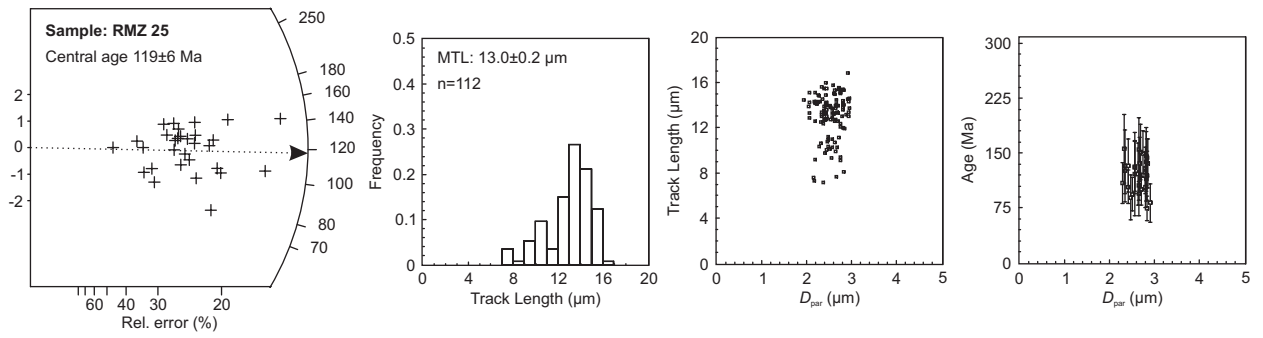 Sample: RMZ 25
Central age 119±6 Ma
2
1
0
-1
-2
60 40 30 20
Rel. error (%)
250
180
160
140
120
100
80
70
MTL: 13.0±0.2 µm
n=112
0.5
0.4
0.3
0.2
0.1
0
Frequency
0 4 8 12 16 20
Track Length (µm)
20
16
12
8
4
0
Track Length (µm)
0 1 2 3 4 5
Dpar (µm)
300
225
150
75
0
Age (Ma)
0 1 2 3 4 5
Dpar (µm)